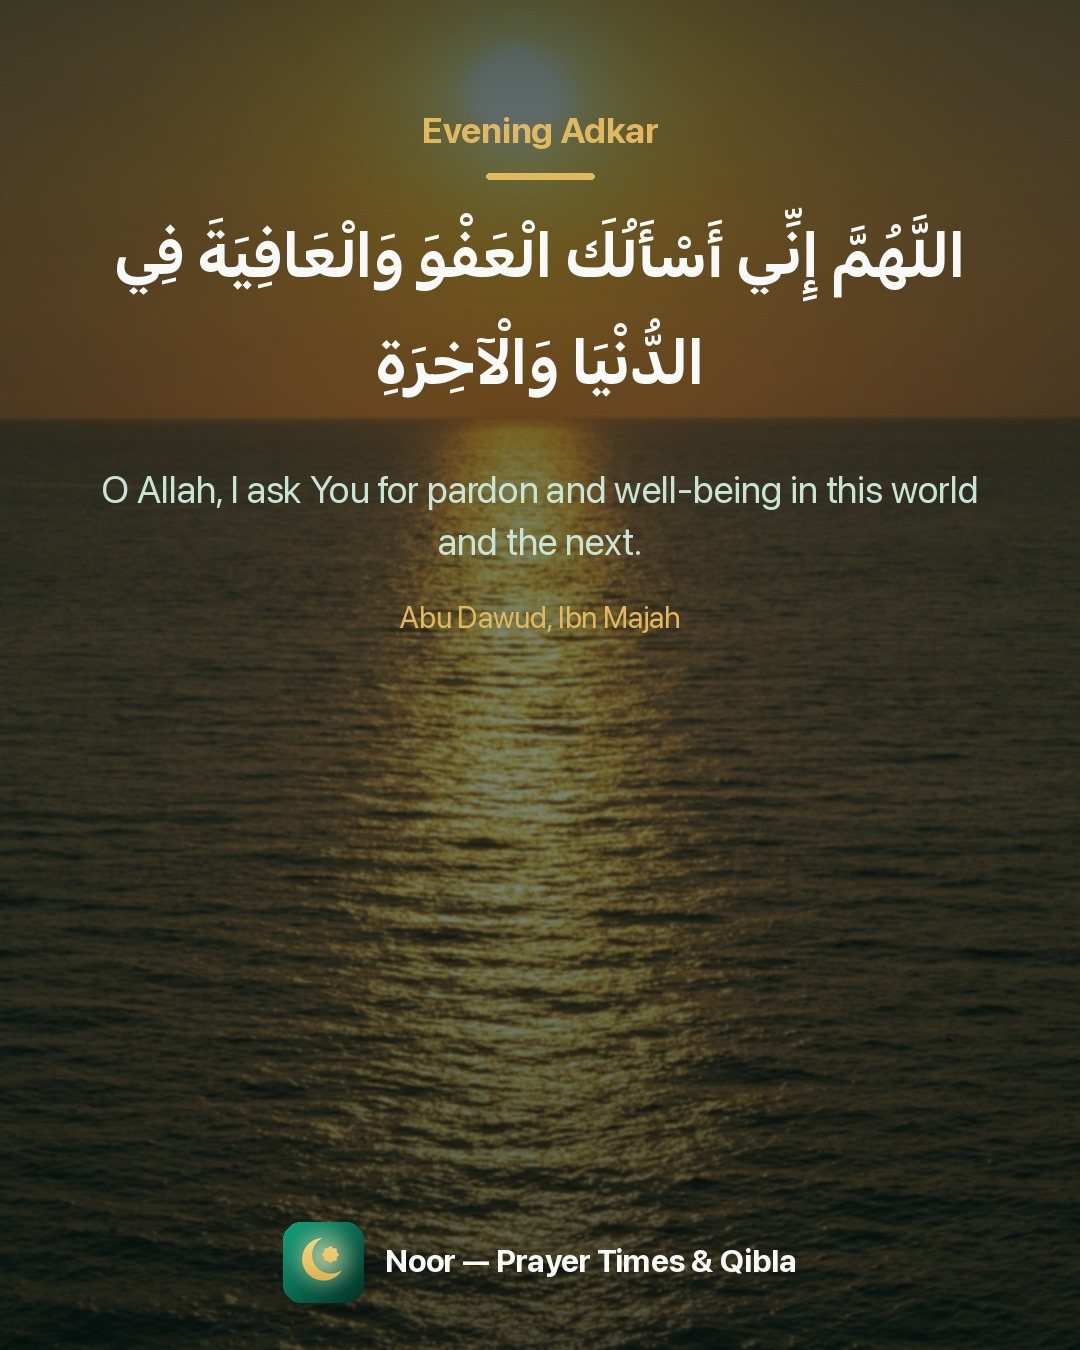 Evening Adkar
اللَّهُمَّ إِنِّي أَسْأَلُكَ الْعَفْوَ وَالْعَافِيَةَ فِي
الدُّنْيَا وَالْآخِرَةِ
O Allah, I ask You for pardon and well-being in this world
and the next.
Abu Dawud, Ibn Majah
Noor — Prayer Times & Qibla